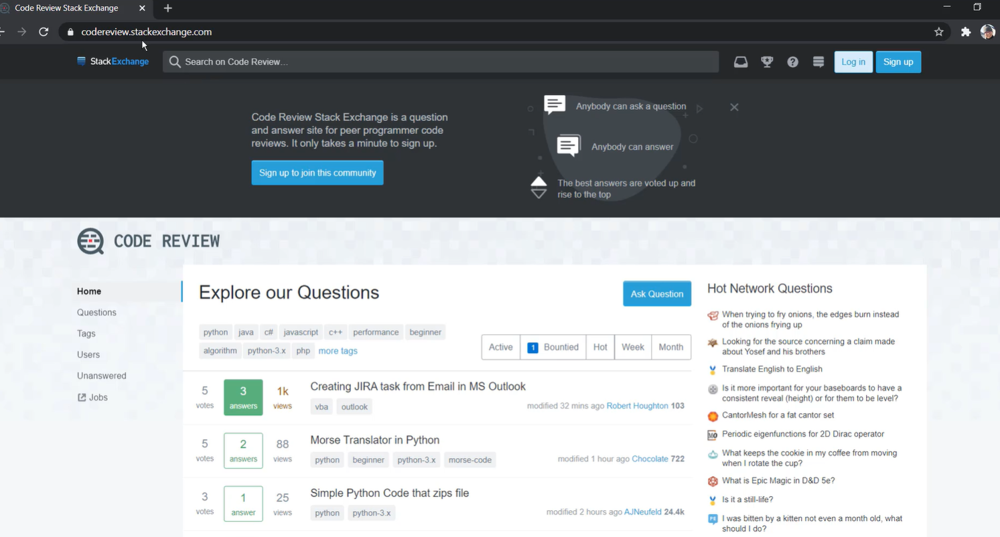 Code Review Stack Exchange
codereview.stackexchange.com
StackExchange
Search on Code Review...
Log in
Sign up
Code Review Stack Exchange is a question
and answer site for peer programmer code
reviews. It only takes a minute to sign up.
Sign up to join this community
Anybody can ask a question
Anybody can answer
The best answers are voted up and
rise to the top
CODE REVIEW
Home
Questions
Tags
Users
Unanswered
Jobs
Explore our Questions
Ask Question
python java c# javascript c++ performance beginner
algorithm python-3.x php more tags
Active 1 Bountied Hot Week Month
5 votes
3 answers
1k views
Creating JIRA task from Email in MS Outlook
vba outlook
modified 32 mins ago Robert Houghton 103
5 votes
2 answers
88 views
Morse Translator in Python
python beginner python-3.x morse-code
modified 1 hour ago Chocolate 722
3 votes
1 answer
25 views
Simple Python Code that zips file
python python-3.x
modified 2 hours ago AJNeufeld 24.4k
Hot Network Questions
When trying to fry onions, the edges burn instead
of the onions frying up
Looking for the source concerning a claim made
about Yosef and his brothers
Translate English to English
Is it more important for your baseboards to have a
consistent reveal (height) or for them to be level?
CantorMesh for a fat cantor set
MO Periodic eigenfunctions for 2D Dirac operator
What keeps the cookie in my coffee from moving
when I rotate the cup?
What is Epic Magic in D&D 5e?
Is it a still-life?
PE I was bitten by a kitten not even a month old, what
should I do?